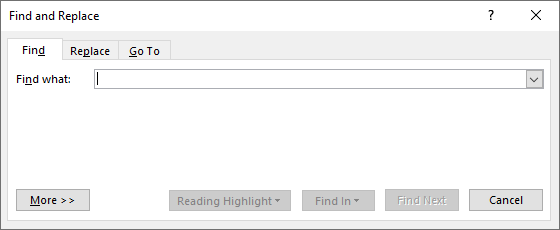 Find and Replace ? ×
Find Replace Go To
Find what:
More >> Reading Highlight Find In Find Next Cancel